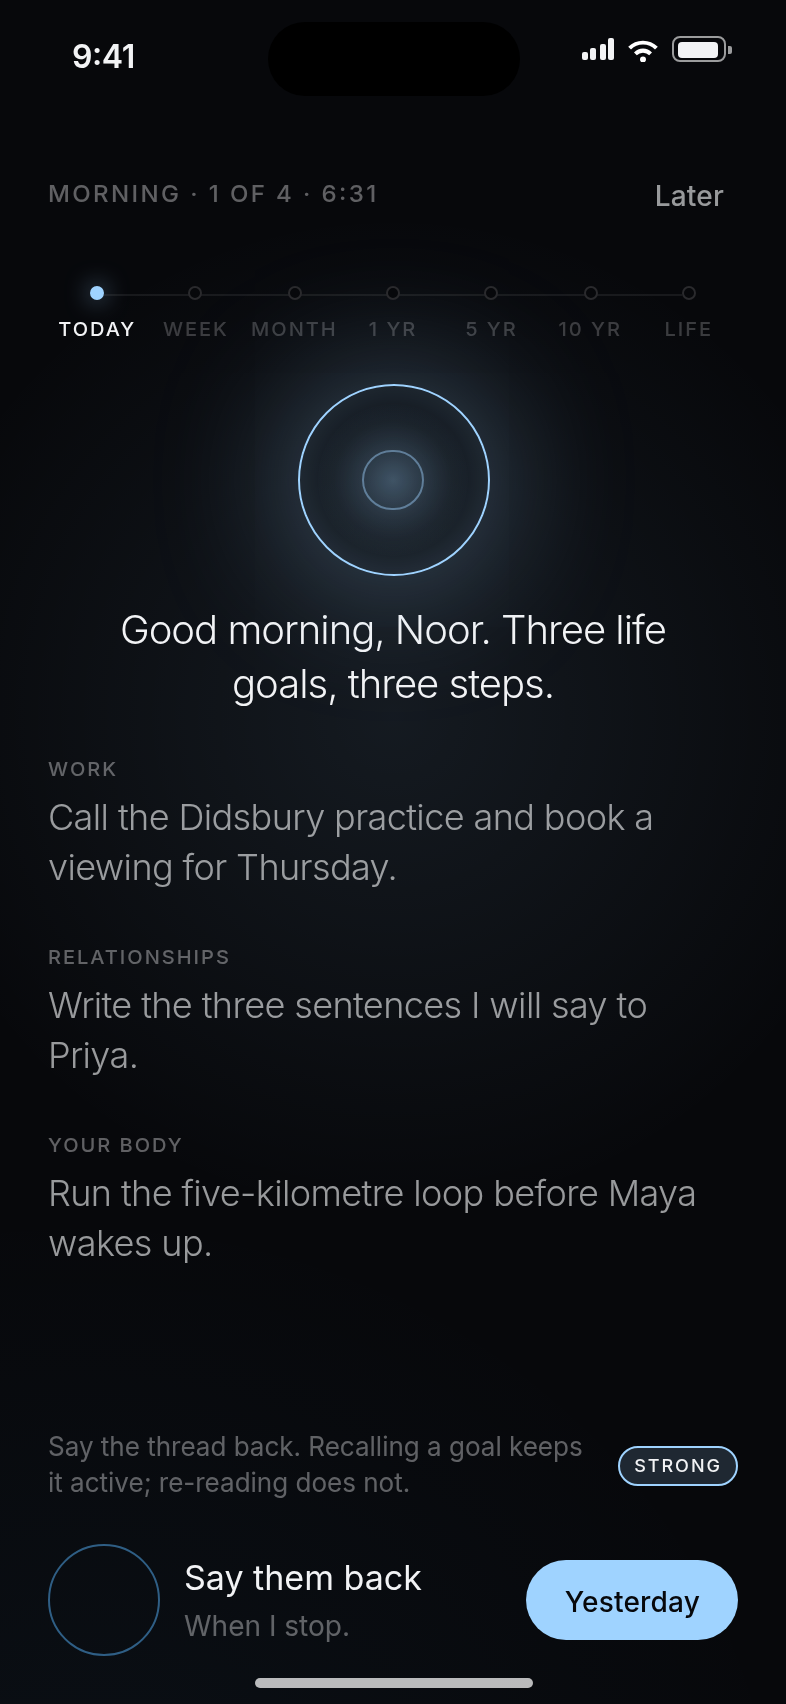 9:41
MORNING · 1 OF 4 · 6:31
Later
TODAY WEEK MONTH 1 YR 5 YR 10 YR LIFE
Good morning, Noor. Three life
goals, three steps.
WORK
Call the Didsbury practice and book a
viewing for Thursday.
RELATIONSHIPS
Write the three sentences I will say to
Priya.
YOUR BODY
Run the five-kilometre loop before Maya
wakes up.
Say the thread back. Recalling a goal keeps
it active; re-reading does not.
STRONG
Say them back
When I stop.
Yesterday